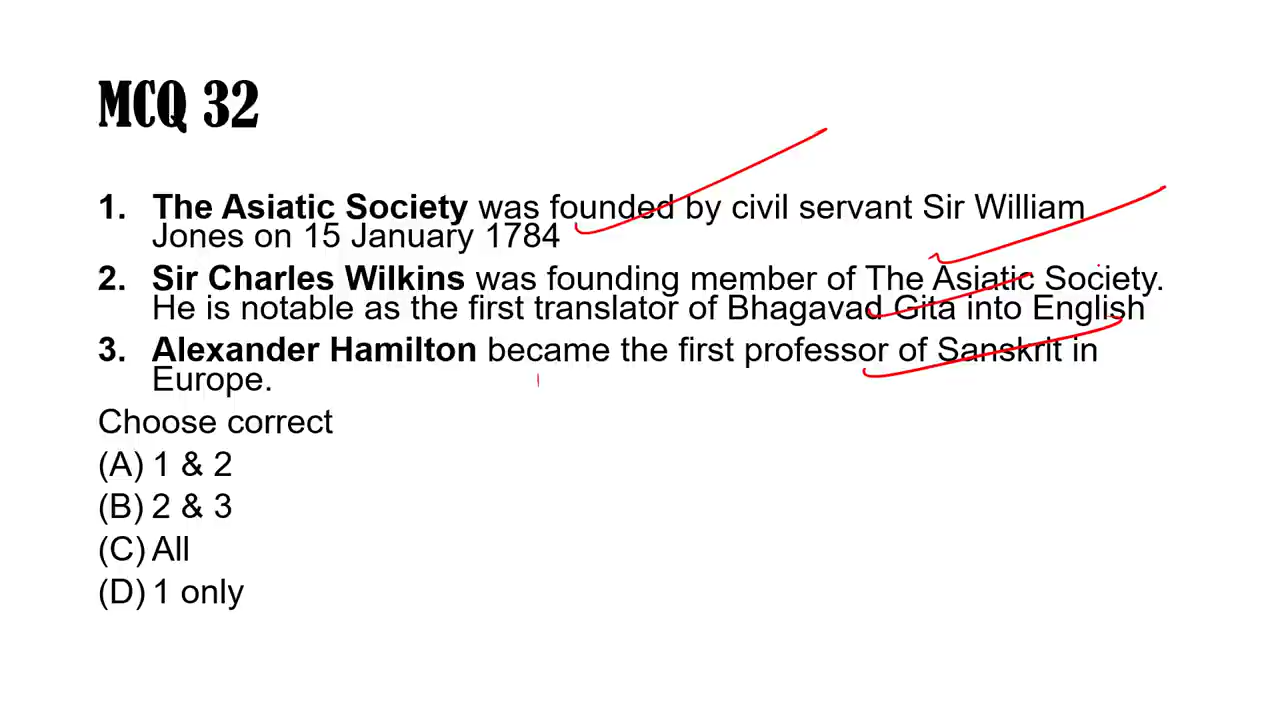 MCQ 32
1. The Asiatic Society was founded by civil servant Sir William
Jones on 15 January 1784
2. Sir Charles Wilkins was founding member of The Asiatic Society.
He is notable as the first translator of Bhagavad Gita into English
3. Alexander Hamilton became the first professor of Sanskrit in
Europe.
Choose correct
(A) 1 & 2
(B) 2 & 3
(C) All
(D) 1 only